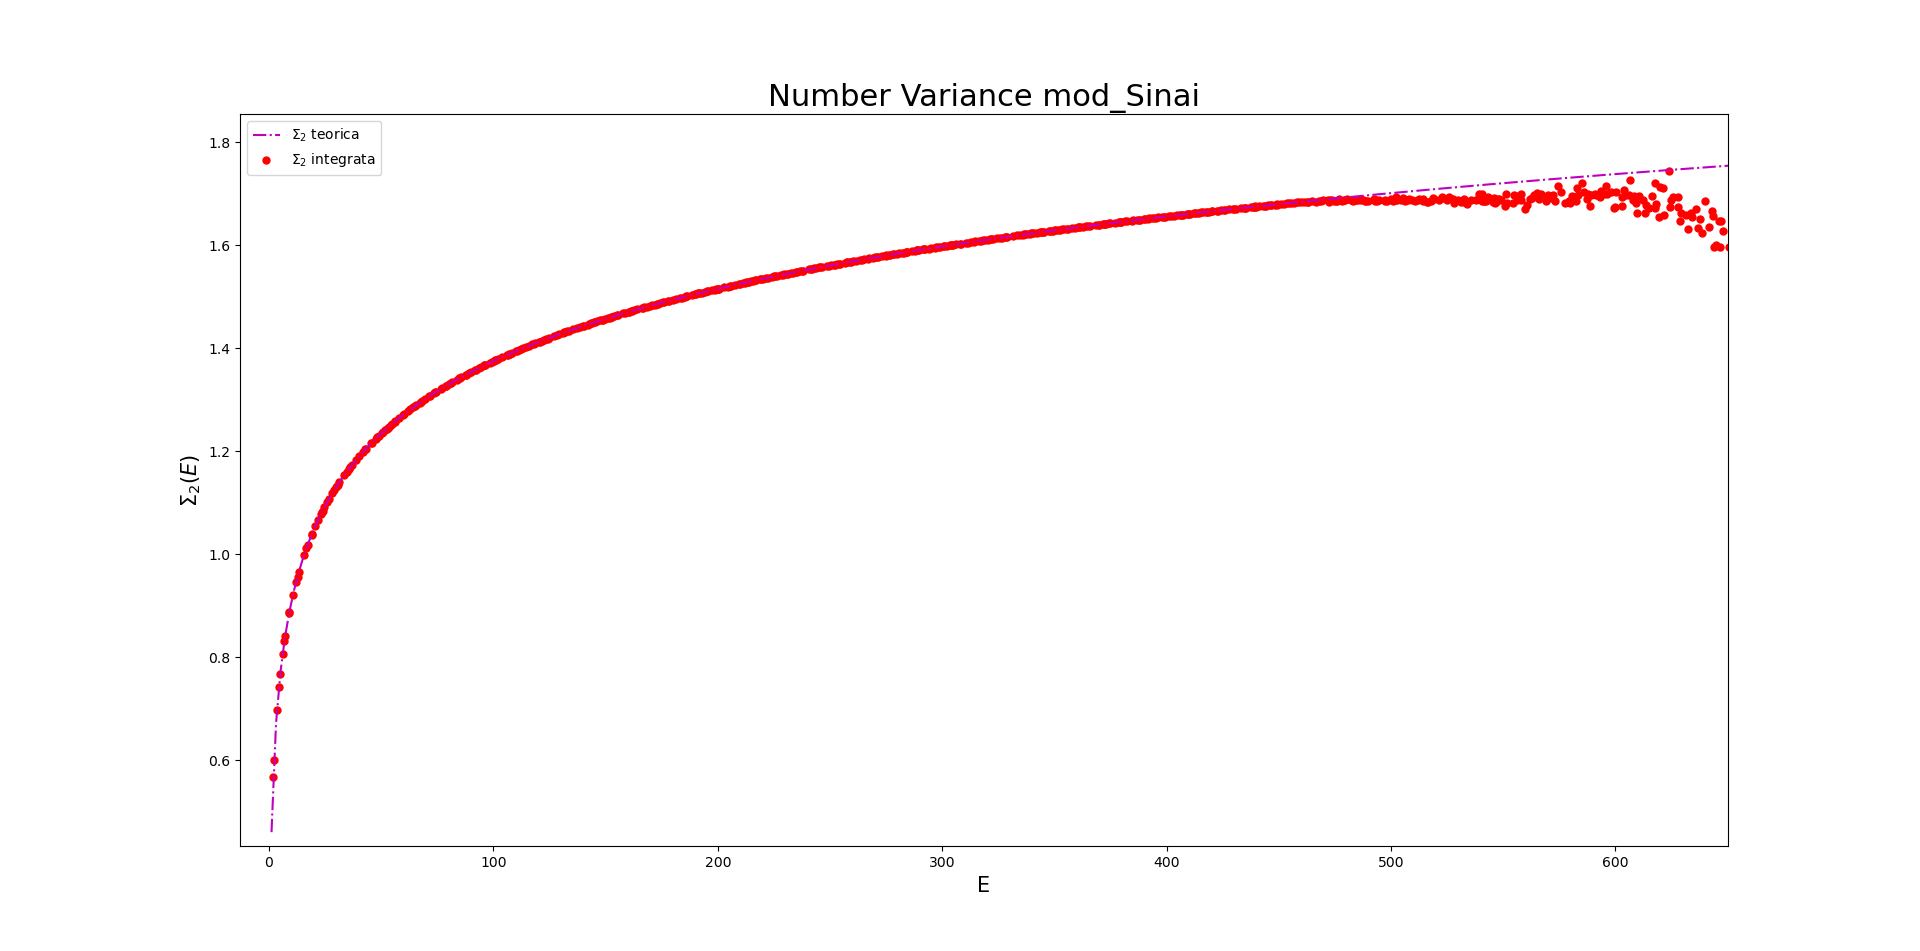 Number Variance mod_Sinai
Σ₂ teorica
Σ₂ integrata
Σ₂(E)
1.8
1.6
1.4
1.2
1.0
0.8
0.6
0 100 200 300 400 500 600
E